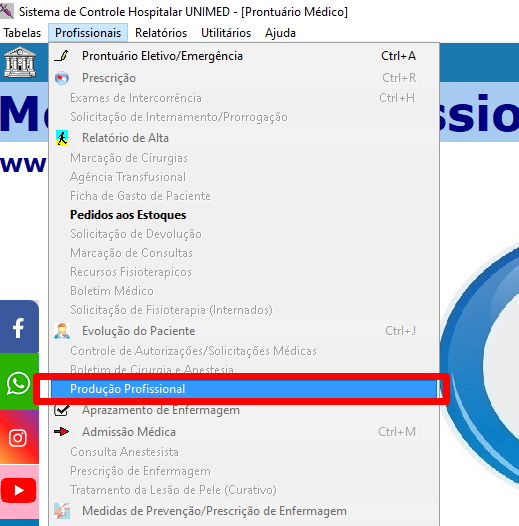 Sistema de Controle Hospitalar UNIMED - [Prontuário Médico]
Tabelas Profissionais Relatórios Utilitários Ajuda
Prontuário Eletivo/Emergência Ctrl+A
Prescrição Ctrl+R
Exames de Intercorrência Ctrl+H
Solicitação de Internamento/Prorrogação
Relatório de Alta
Marcação de Cirurgias
Agência Transfusional
Ficha de Gasto de Paciente
Pedidos aos Estoques
Solicitação de Devolução
Marcação de Consultas
Recursos Fisioterapicos
Boletim Médico
Solicitação de Fisioterapia (Internados)
Evolução do Paciente Ctrl+J
Controle de Autorizações/Solicitações Médicas
Boletim de Cirurgia e Anestesia
Produção Profissional
Aprazamento de Enfermagem
Admissão Médica Ctrl+M
Consulta Anestesista
Prescrição de Enfermagem
Tratamento da Lesão de Pele (Curativo)
Medidas de Prevenção/Prescrição de Enfermagem